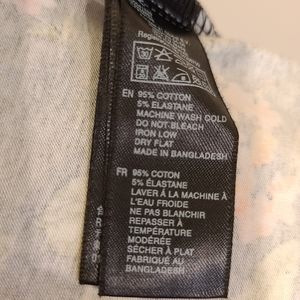 EN 95% COTTON
5% ELASTANE
MACHINE WASH COLD
DO NOT BLEACH
IRON LOW
DRY FLAT
MADE IN BANGLADESH
FR 95% COTON
5% ÉLASTANE
LAVER À LA MACHINE À
L'EAU FROIDE
NE PAS BLANCHIR
REPASSER À
TEMPÉRATURE
MODÉRÉE
SÉCHER À PLAT
FABRIQUÉ AU
BANGLADESH